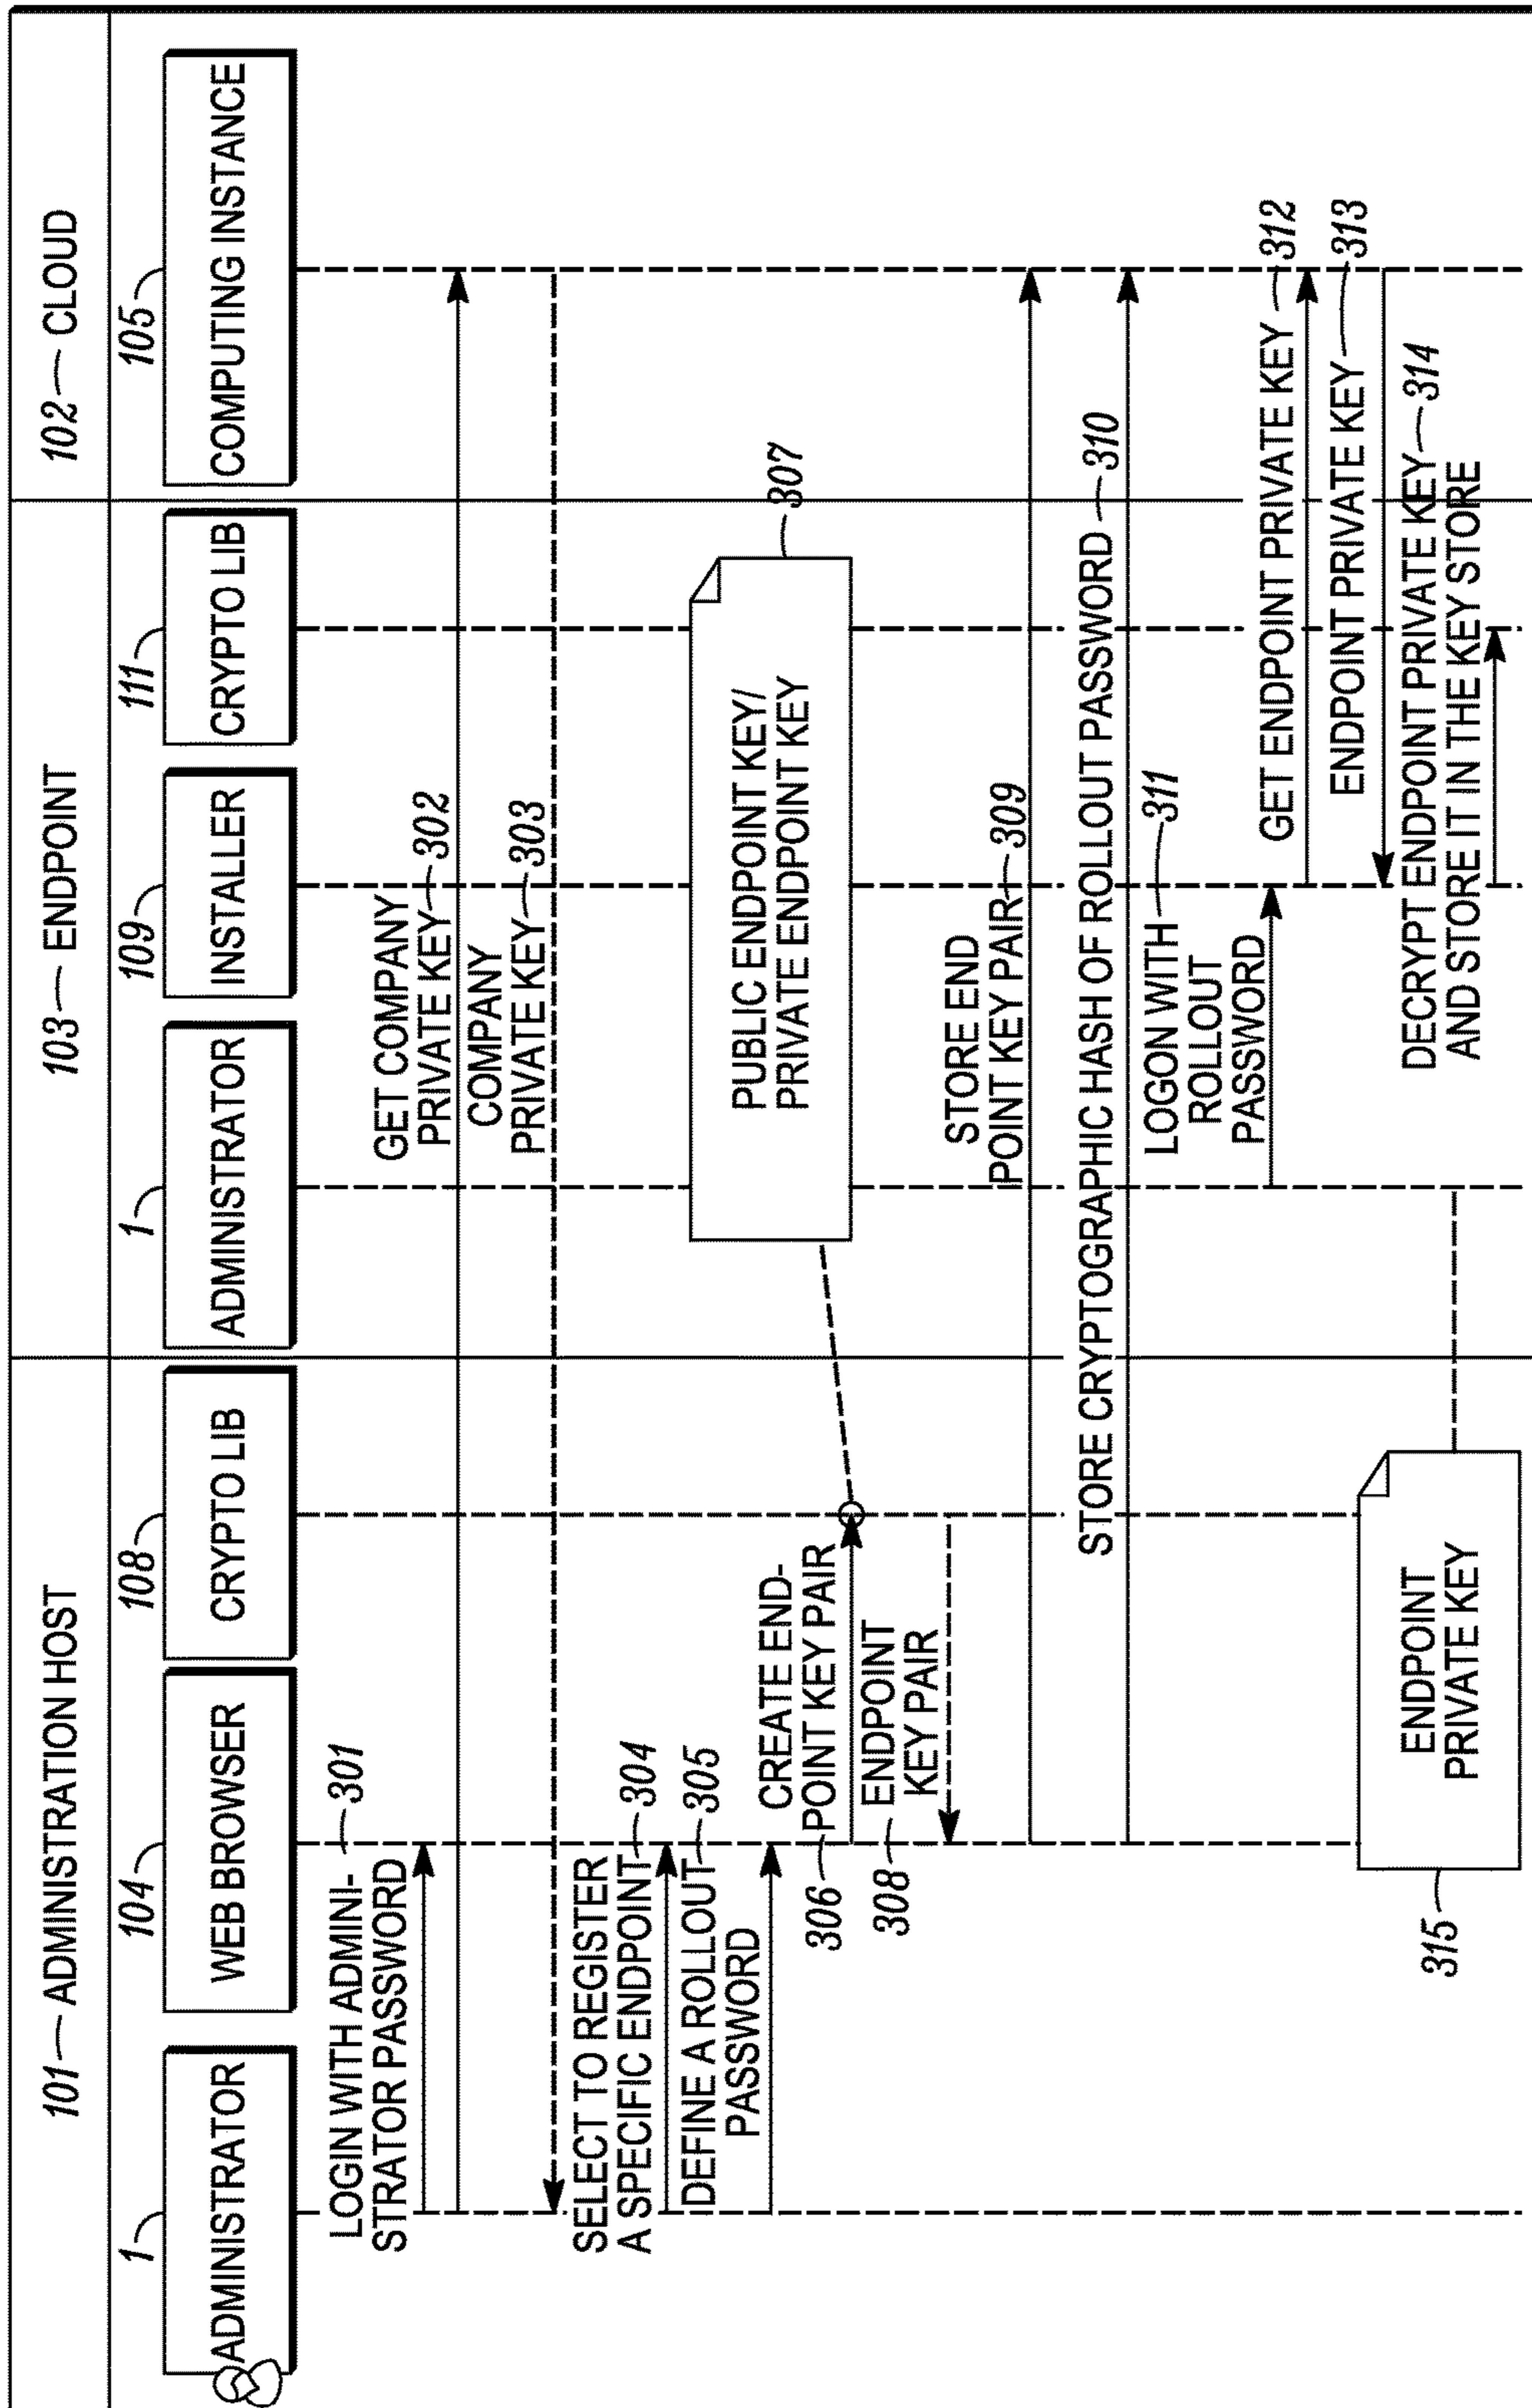 101 ADMINISTRATION HOST
103 ENDPOINT
102 CLOUD
1
104
108
1
109
111
105
ADMINISTRATOR
WEB BROWSER
CRYPTO LIB
ADMINISTRATOR
INSTALLER
CRYPTO LIB
COMPUTING INSTANCE
LOGIN WITH ADMINI- 301
STRATOR PASSWORD
GET COMPANY
PRIVATE KEY 302
COMPANY
PRIVATE KEY 303
SELECT TO REGISTER
A SPECIFIC ENDPOINT 304
DEFINE A ROLLOUT 305
PASSWORD
PUBLIC ENDPOINT KEY/
PRIVATE ENDPOINT KEY
307
CREATE END-
306 POINT KEY PAIR
308 ENDPOINT
KEY PAIR
STORE END
POINT KEY PAIR 309
STORE CRYPTOGRAPHIC HASH OF ROLLOUT PASSWORD 310
LOGON WITH 311
ROLLOUT
PASSWORD
GET ENDPOINT PRIVATE KEY 312
ENDPOINT PRIVATE KEY 313
DECRYPT ENDPOINT PRIVATE KEY 314
AND STORE IT IN THE KEY STORE
ENDPOINT
PRIVATE KEY
315